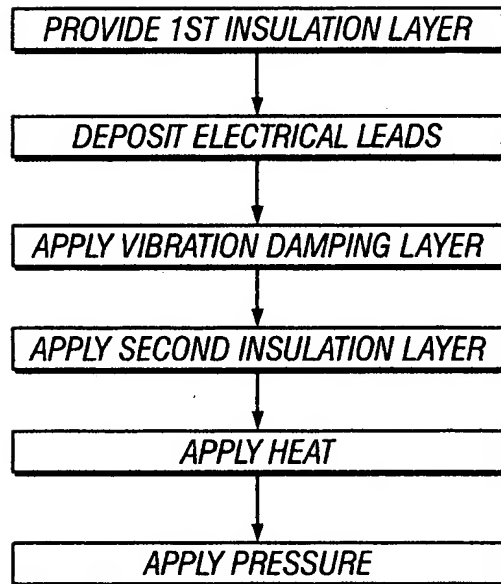 PROVIDE 1ST INSULATION LAYER
DEPOSIT ELECTRICAL LEADS
APPLY VIBRATION DAMPING LAYER
APPLY SECOND INSULATION LAYER
APPLY HEAT
APPLY PRESSURE